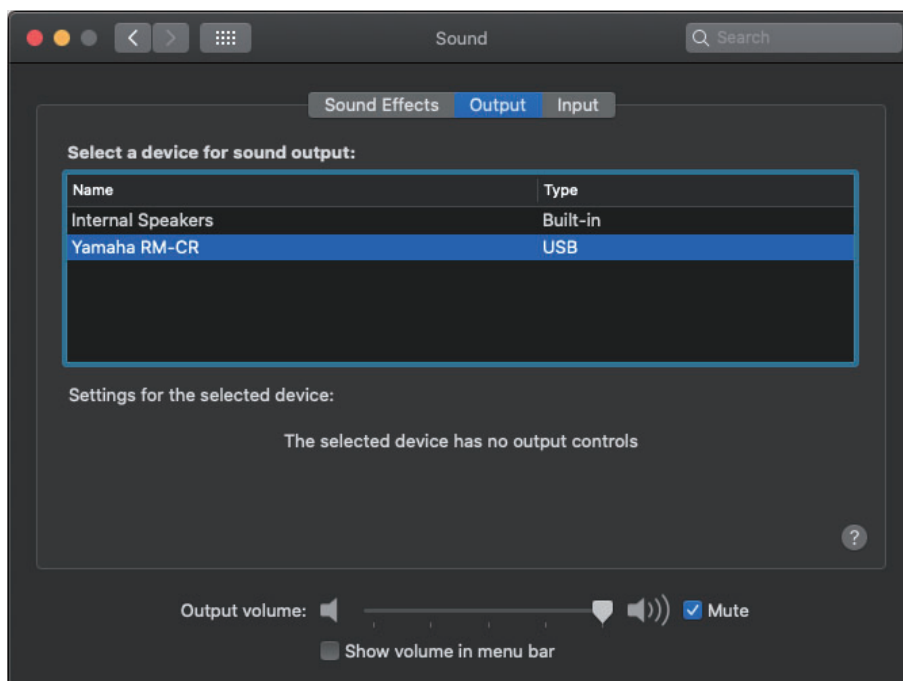 Sound
Search
Sound Effects Output Input
Select a device for sound output:
Name Type
Internal Speakers Built-in
Yamaha RM-CR USB
Settings for the selected device:
The selected device has no output controls
?
Output volume: Mute
Show volume in menu bar